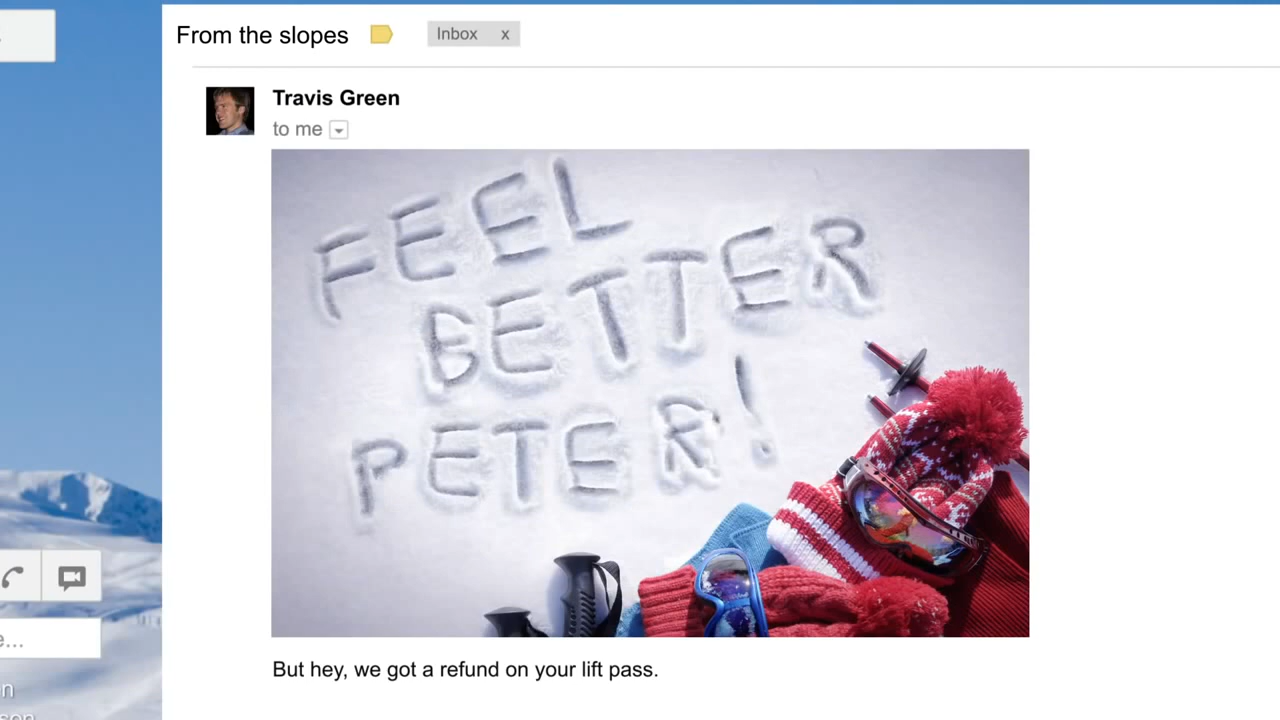 From the slopes
Inbox x
Travis Green
to me
FEEL
BETTER
PETER!
But hey, we got a refund on your lift pass.